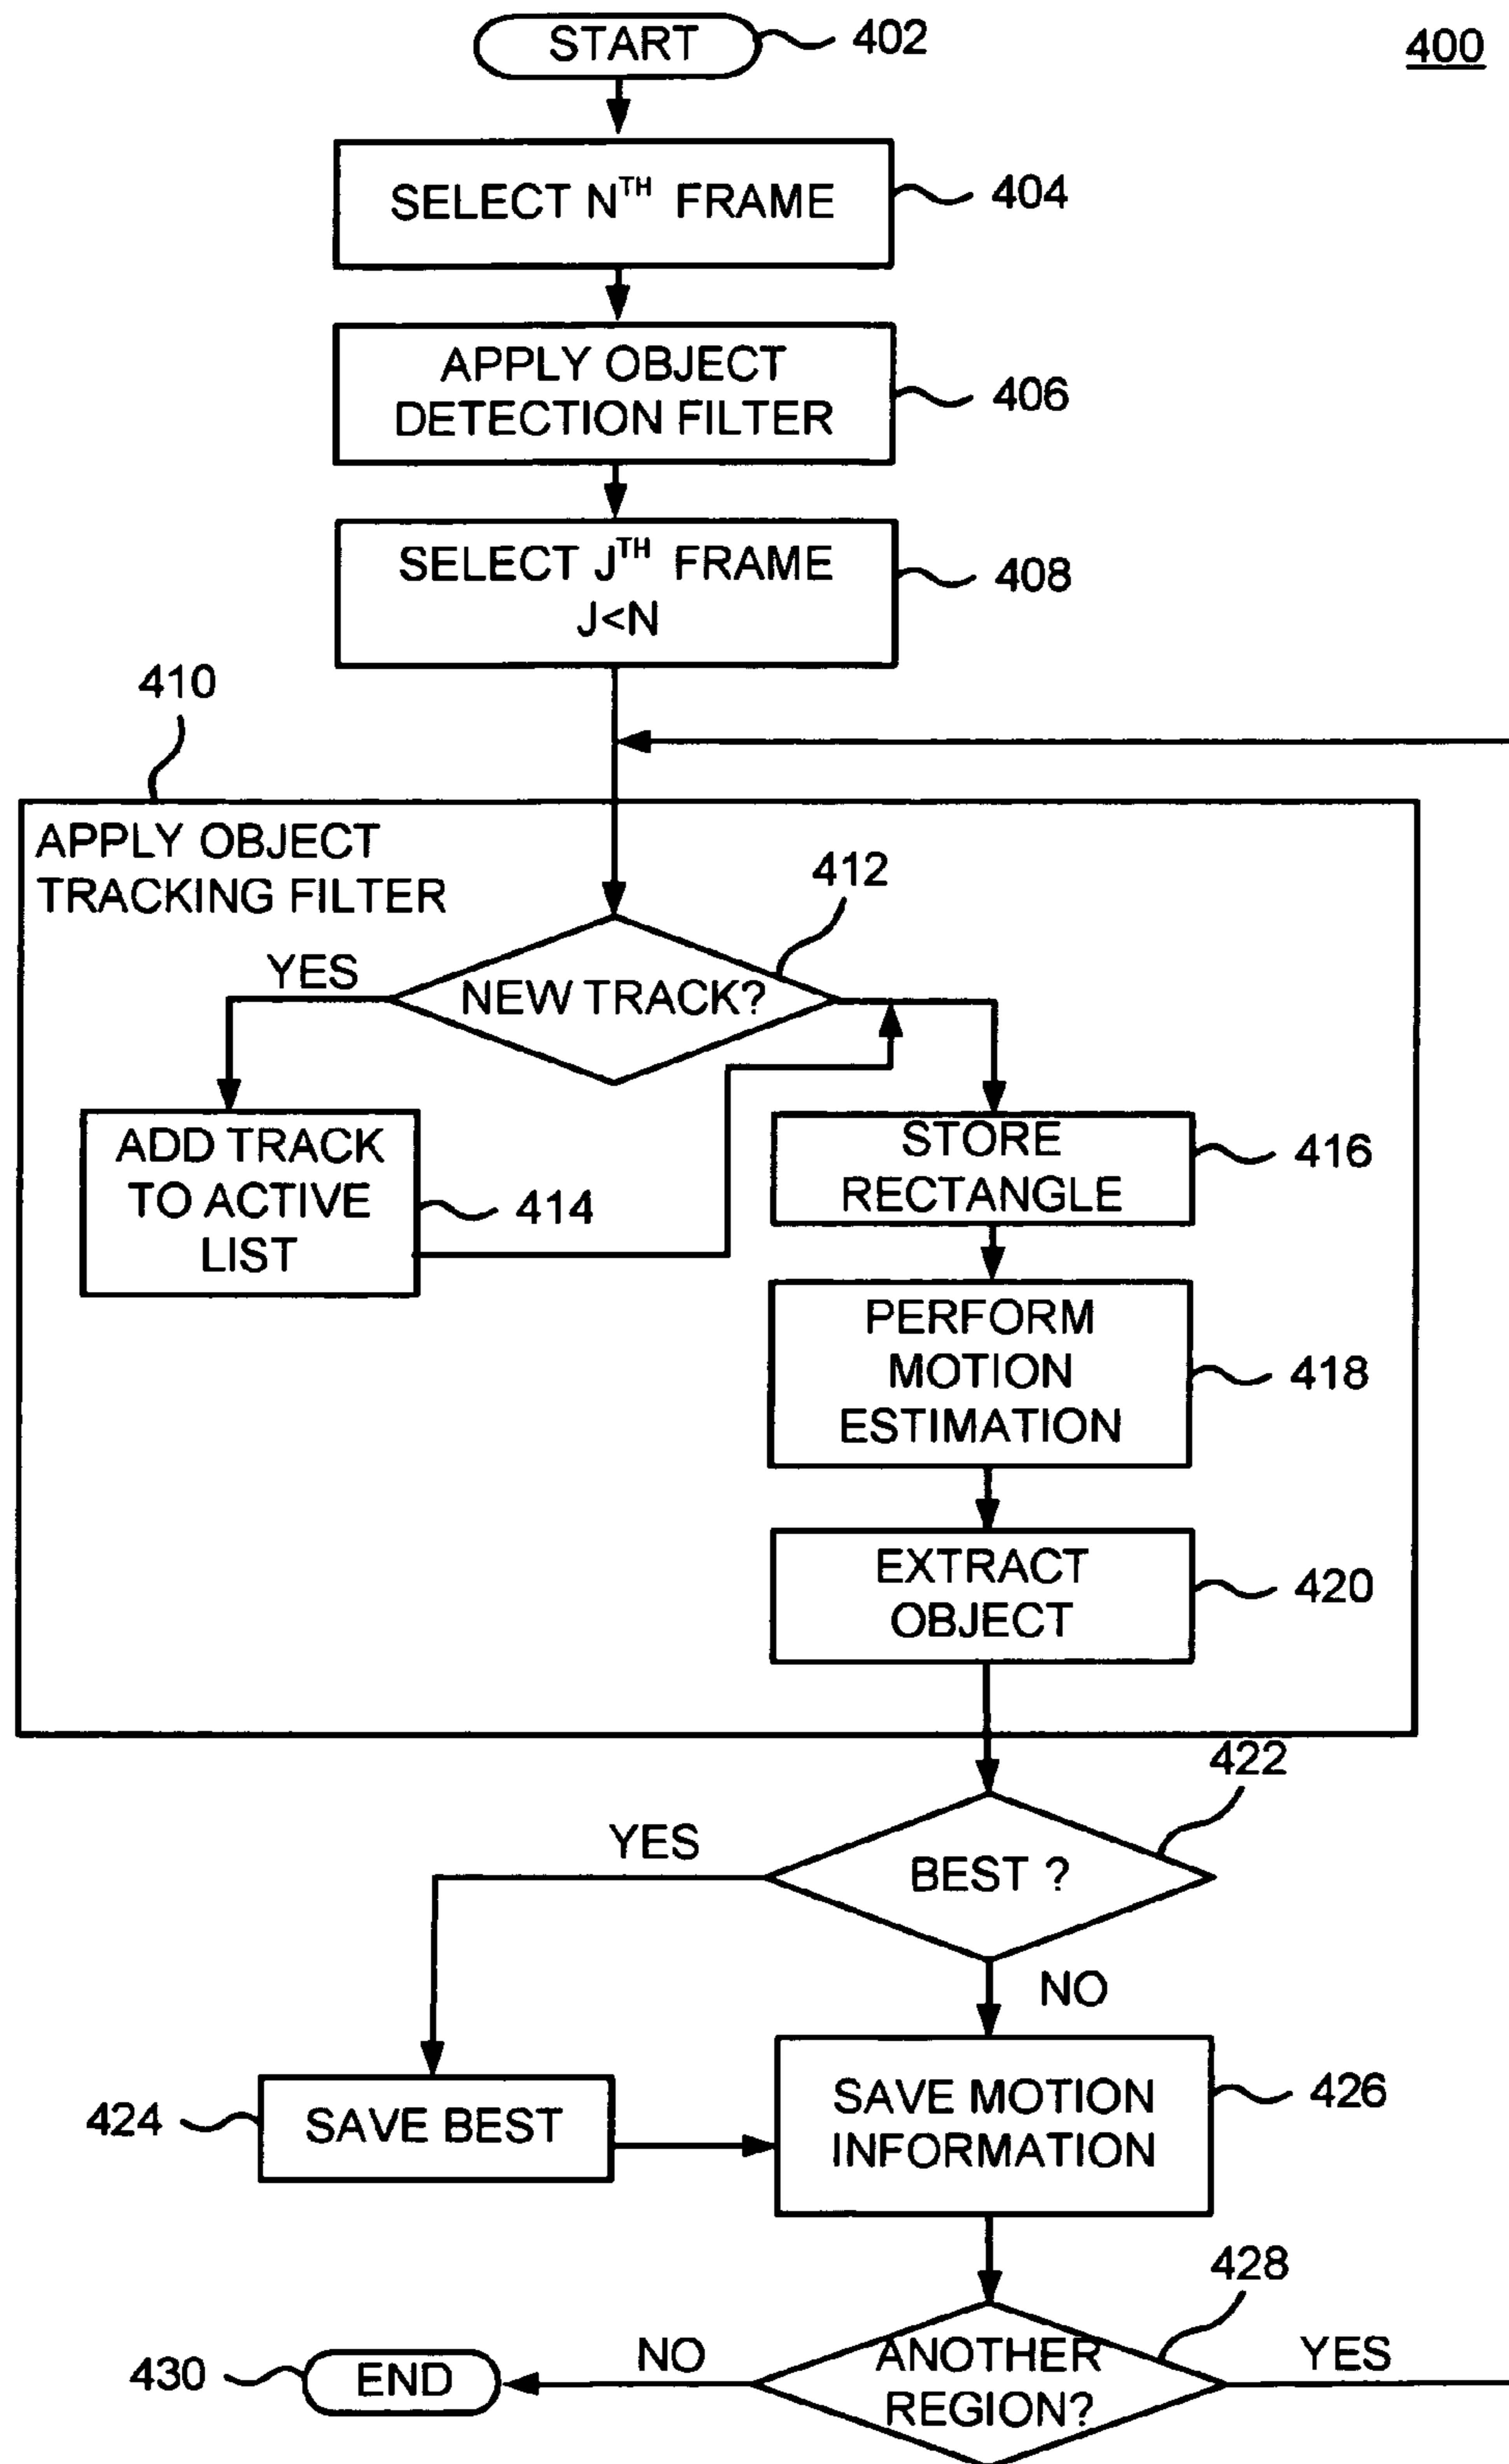 START
402
400
SELECT N^TH FRAME
404
APPLY OBJECT
DETECTION FILTER
406
SELECT J^TH FRAME
J<N
408
410
APPLY OBJECT
TRACKING FILTER
412
YES
NEW TRACK?
ADD TRACK
TO ACTIVE
LIST
414
STORE
RECTANGLE
416
PERFORM
MOTION
ESTIMATION
418
EXTRACT
OBJECT
420
422
YES
BEST ?
NO
424
SAVE BEST
SAVE MOTION
INFORMATION
426
428
430
END
NO
ANOTHER
REGION?
YES